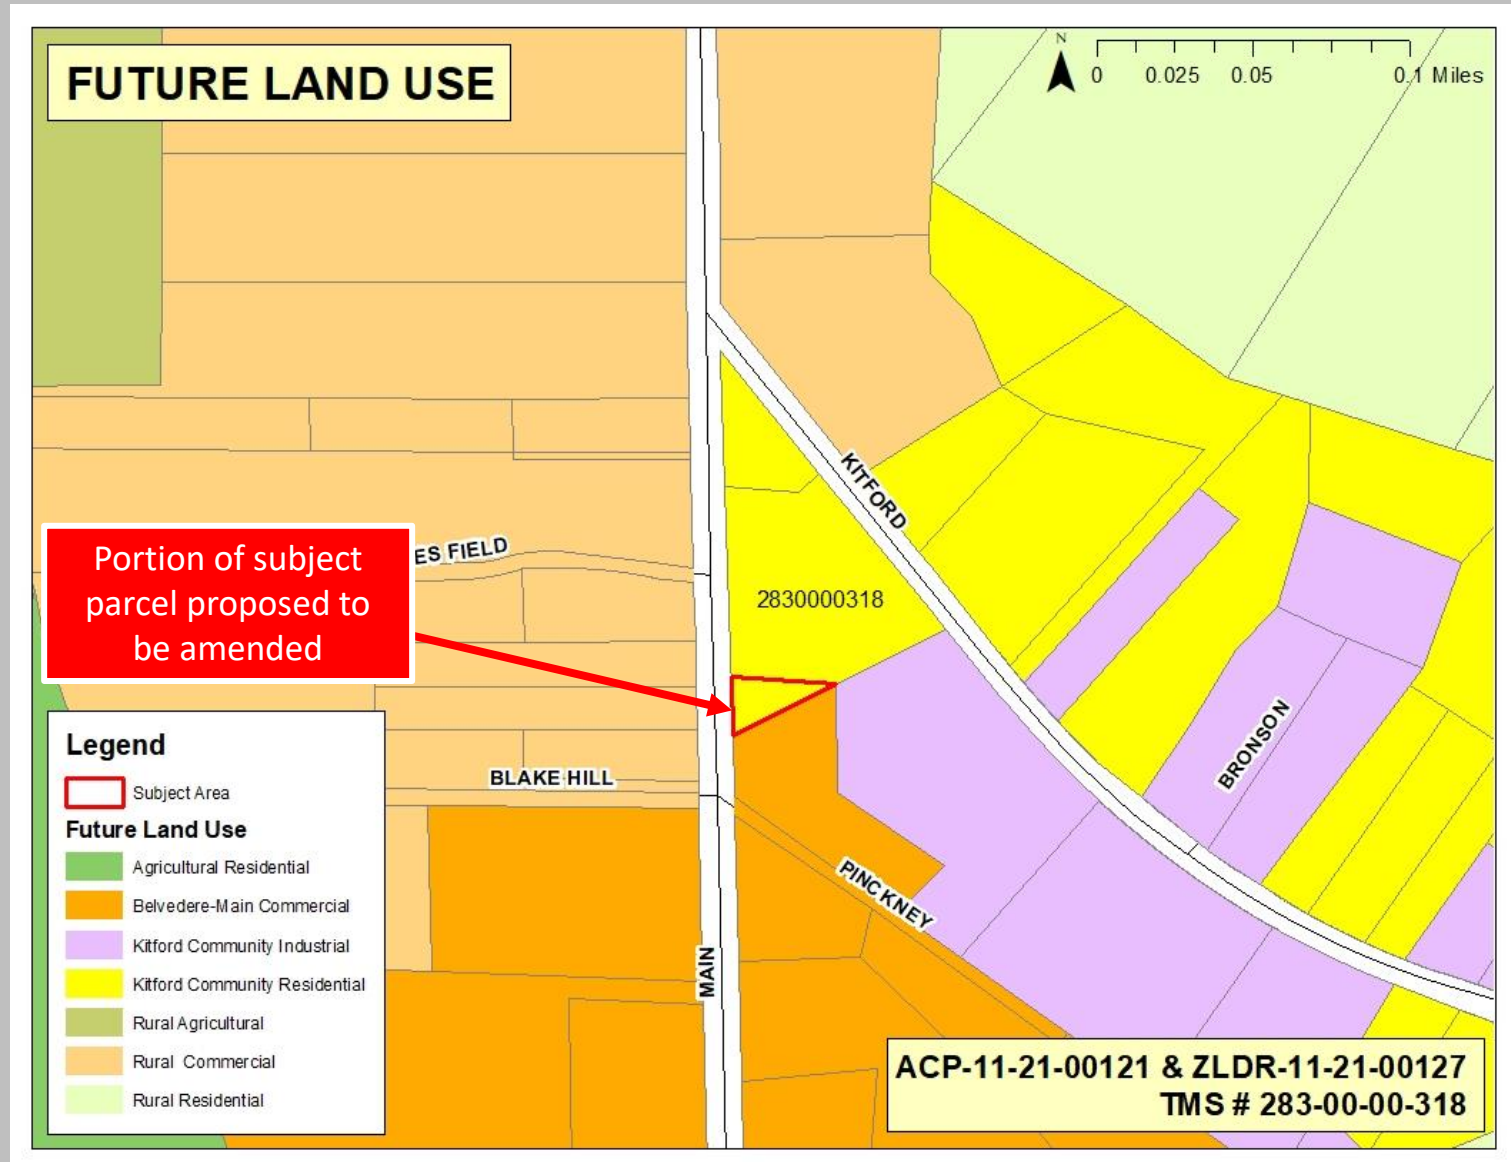 FUTURE LAND USE
N
0 0.025 0.05 0.1 Miles
KITFORD
ES FIELD
Portion of subject
parcel proposed to
be amended
2830000318
BRONSON
BLAKE HILL
PINCKNEY
MAIN
Legend
Subject Area
Future Land Use
Agricultural Residential
Belvedere-Main Commercial
Kitford Community Industrial
Kitford Community Residential
Rural Agricultural
Rural Commercial
Rural Residential
ACP-11-21-00121 & ZLDR-11-21-00127
TMS # 283-00-00-318